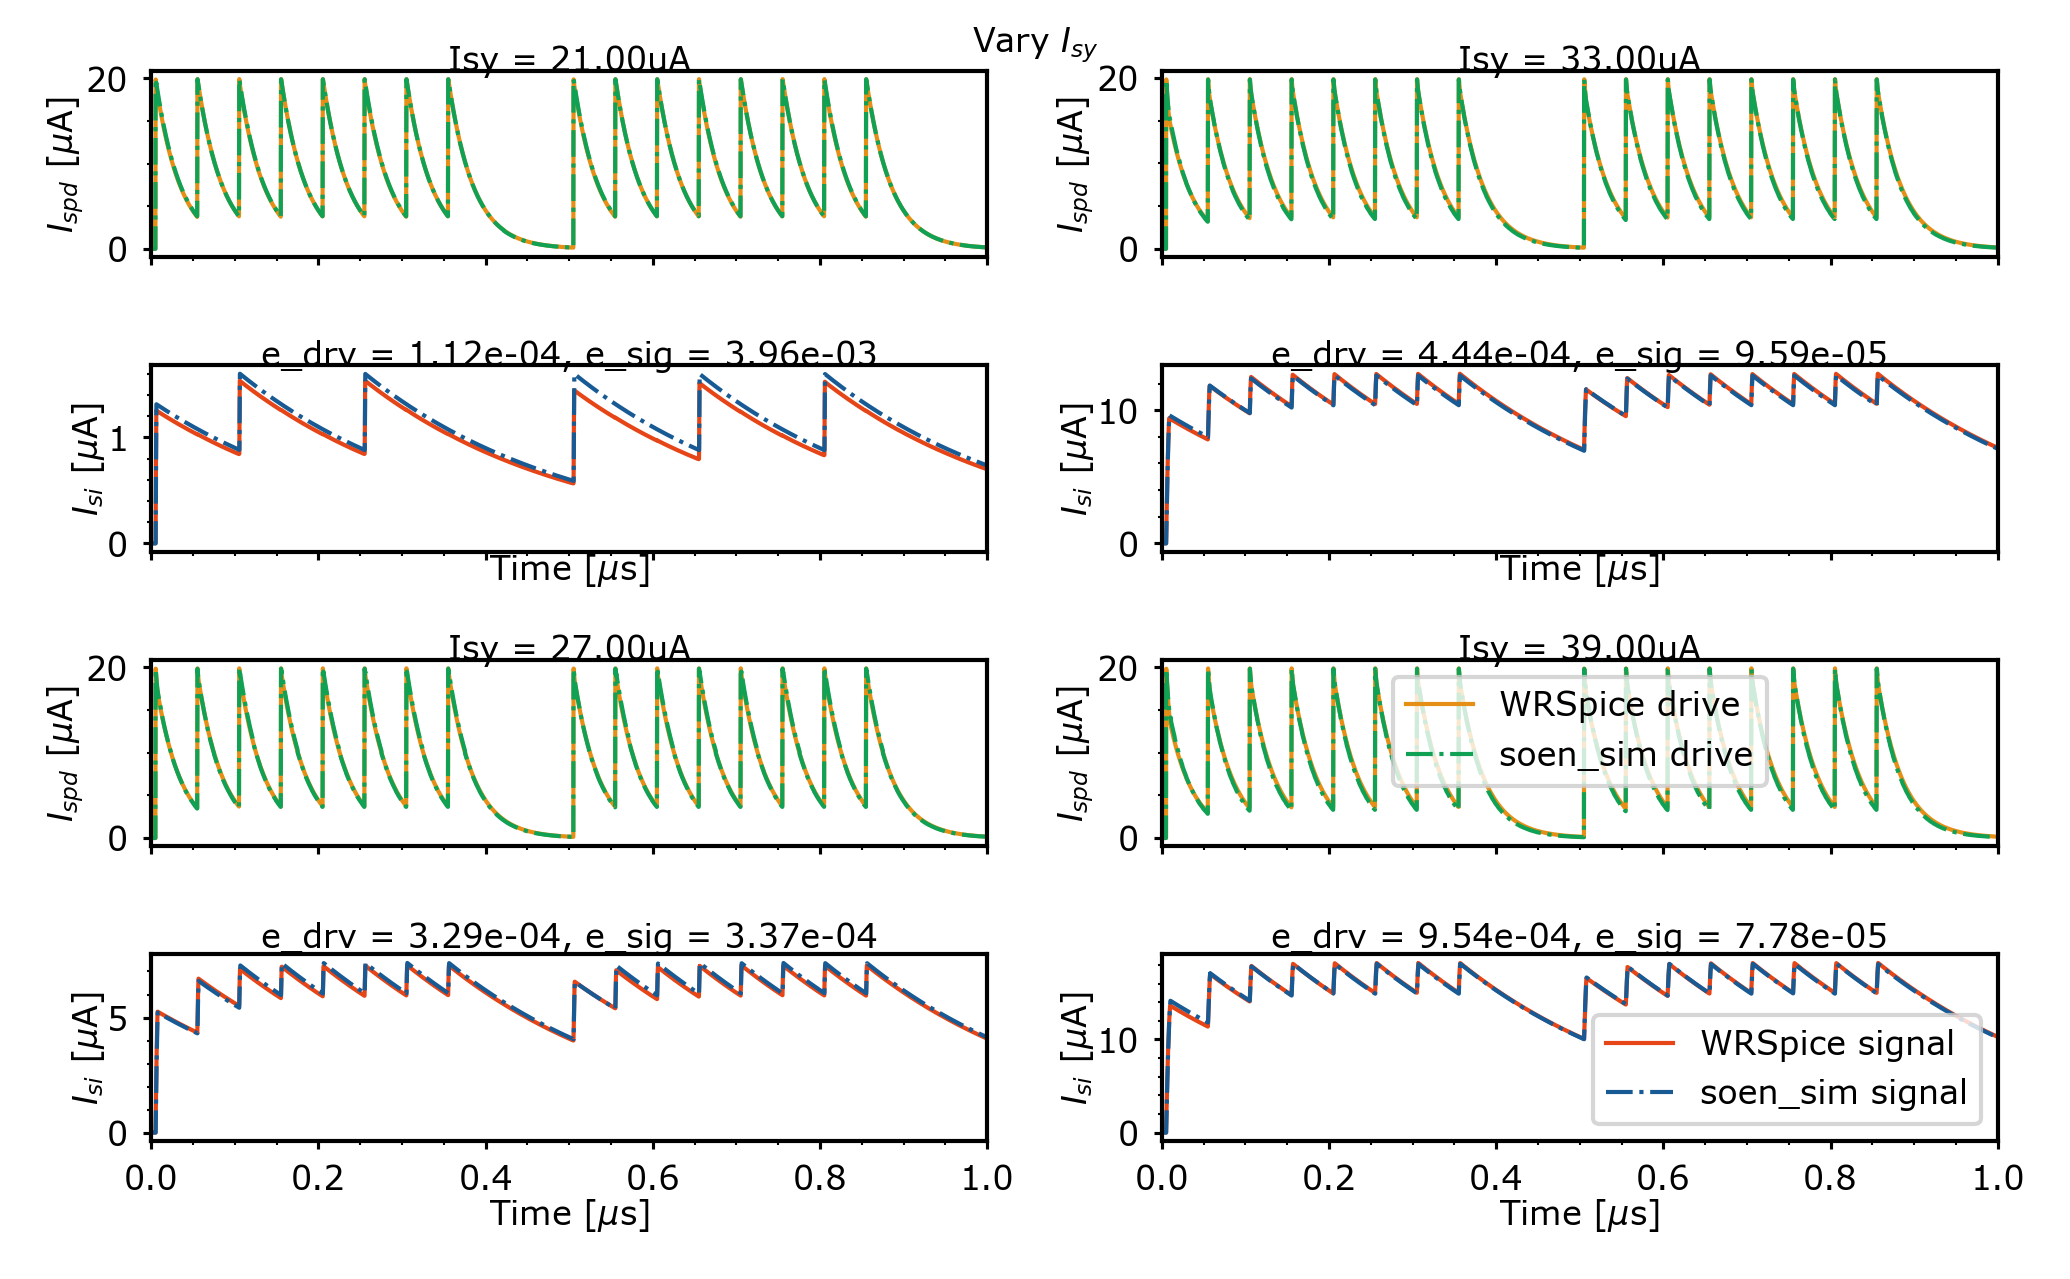 Vary I_sy
Isy = 21.00uA
20
0
I_spd [μA]
e_drv = 1.12e-04, e_sig = 3.96e-03
1
0
I_si [μA]
Time [μs]
Isy = 33.00uA
20
0
I_spd [μA]
e_drv = 4.44e-04, e_sig = 9.59e-05
10
0
I_si [μA]
Time [μs]
Isy = 27.00uA
20
0
I_spd [μA]
e_drv = 3.29e-04, e_sig = 3.37e-04
5
0
I_si [μA]
0.0 0.2 0.4 0.6 0.8 1.0
Time [μs]
Isy = 39.00uA
20
0
I_spd [μA]
WRSpice drive
soen_sim drive
e_drv = 9.54e-04, e_sig = 7.78e-05
10
0
I_si [μA]
WRSpice signal
soen_sim signal
0.0 0.2 0.4 0.6 0.8 1.0
Time [μs]